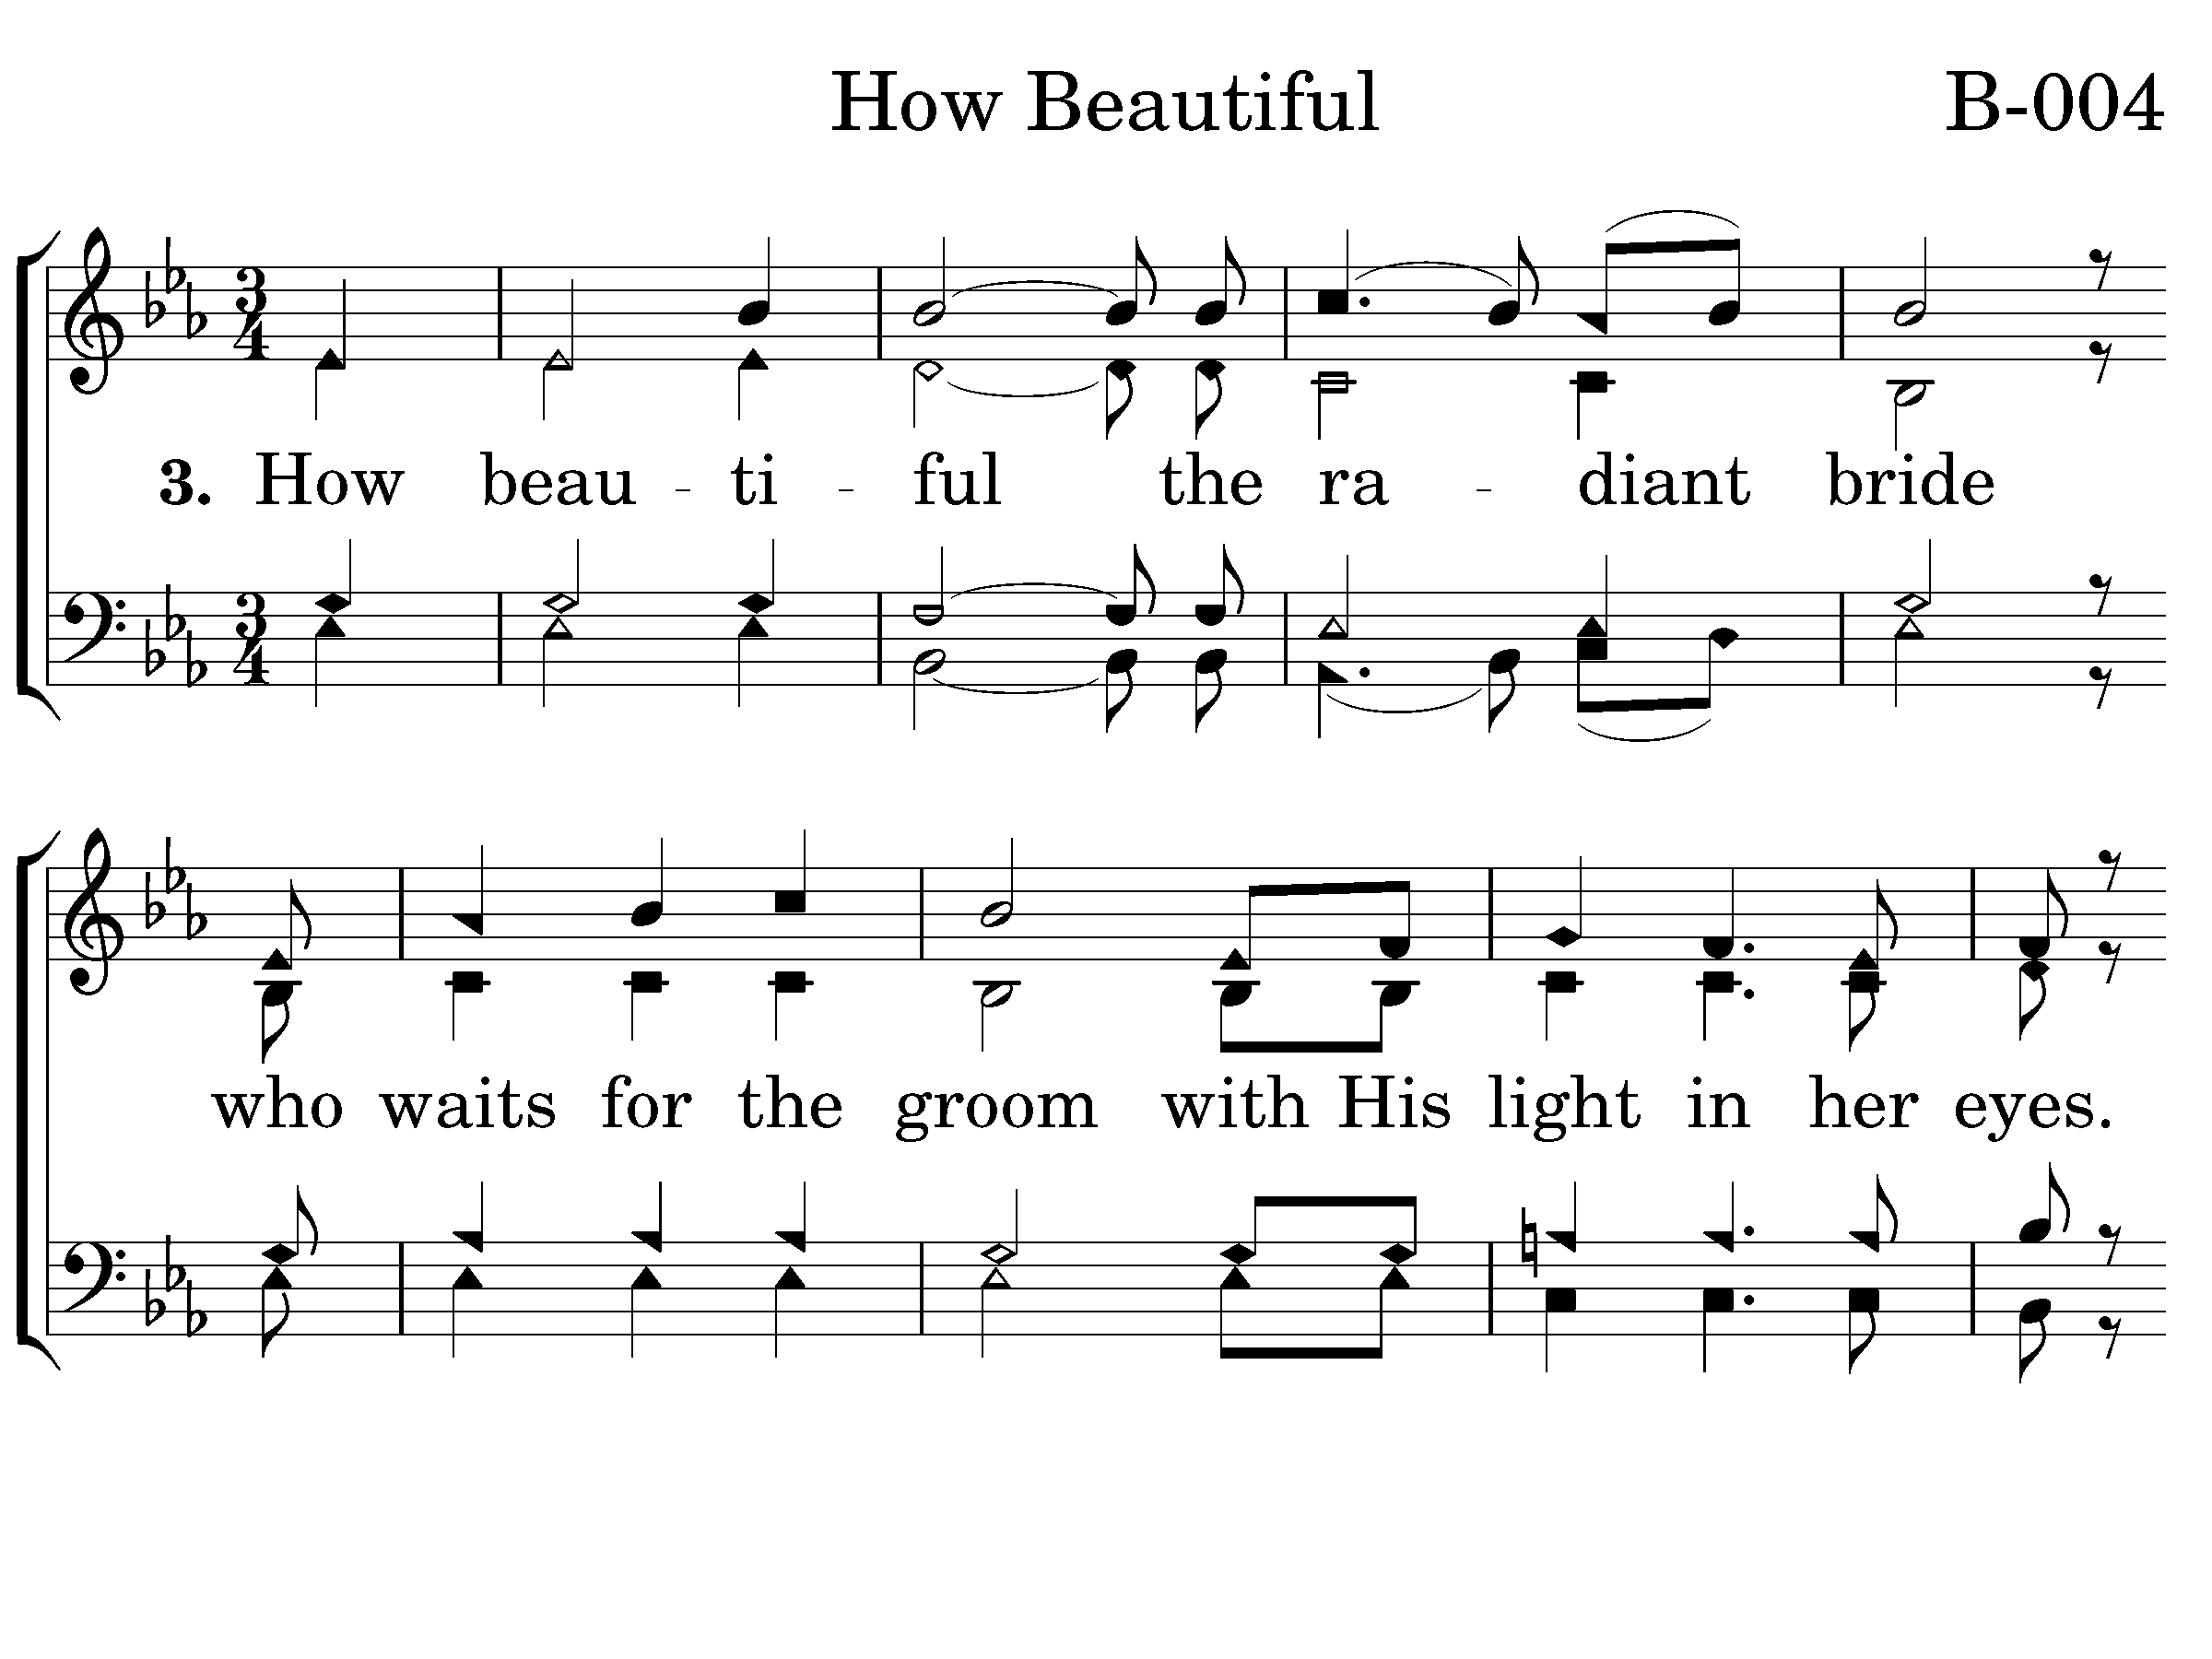 How Beautiful B-004
3. How beau - ti - ful the ra - diant bride
who waits for the groom with His light in her eyes.